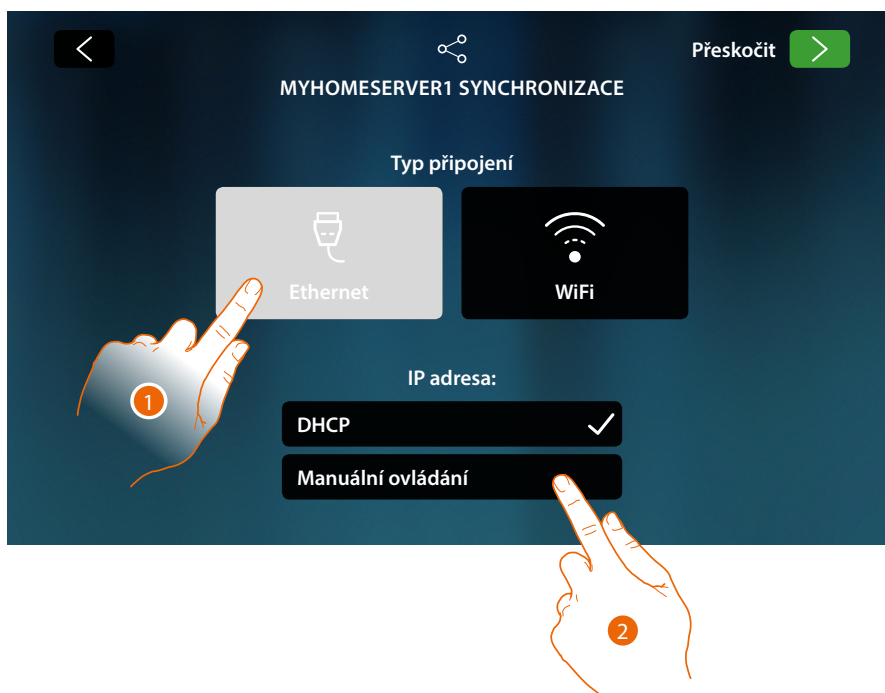 Přeskočit
MYHOMESERVER1 SYNCHRONIZACE
Typ připojení
Ethernet
WiFi
IP adresa:
1
DHCP
Manuální ovládání
2